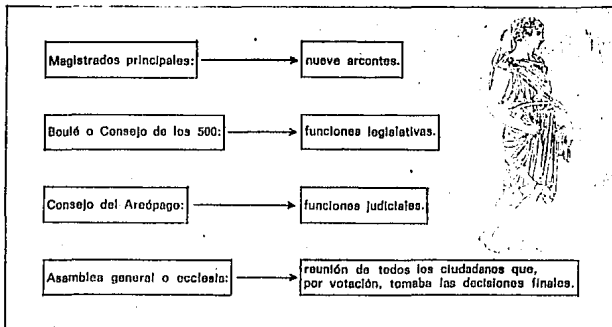 Magistrados principales: nueve arcontes.
Boulé o Consejo de los 500: funciones legislativas.
Consejo del Areópago: funciones judiciales.
Asamblea general o ecclesia: reunión de todos los ciudadanos que,
por votación, tomaba las decisiones finales.